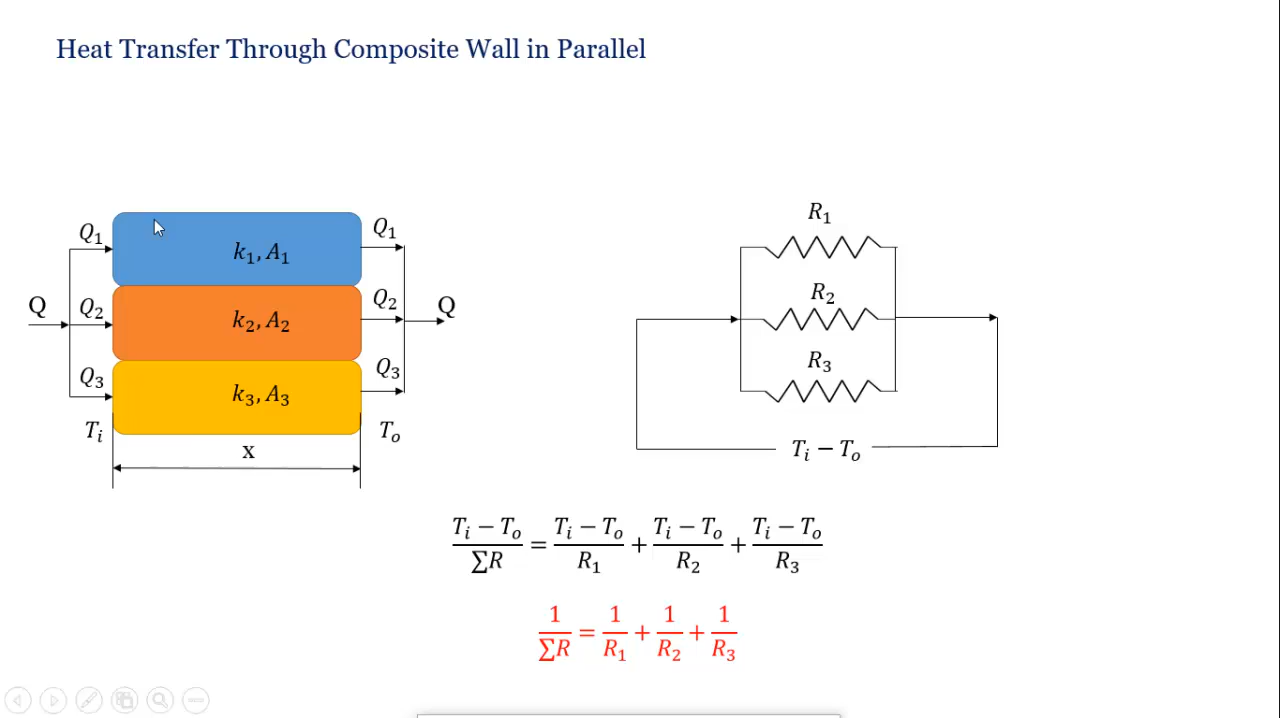 Heat Transfer Through Composite Wall in Parallel
Q₁
k₁, A₁
Q₁
Q
Q₂
k₂, A₂
Q₂
Q
Q₃
k₃, A₃
Q₃
Tᵢ
x
Tₒ
R₁
R₂
R₃
Tᵢ − Tₒ
(Tᵢ − Tₒ)/∑R = (Tᵢ − Tₒ)/R₁ + (Tᵢ − Tₒ)/R₂ + (Tᵢ − Tₒ)/R₃
1/∑R = 1/R₁ + 1/R₂ + 1/R₃